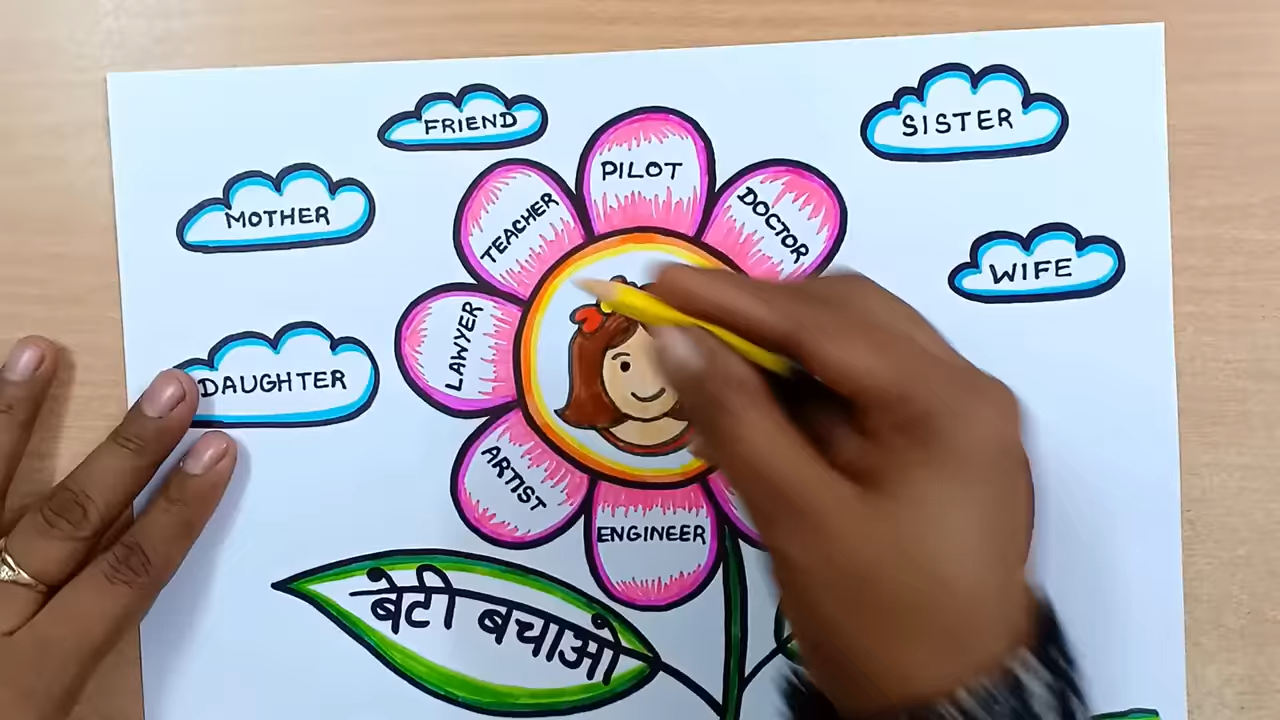 FRIEND
SISTER
MOTHER
WIFE
DAUGHTER
PILOT
DOCTOR
TEACHER
LAWYER
ARTIST
ENGINEER
बेटी बचाओ